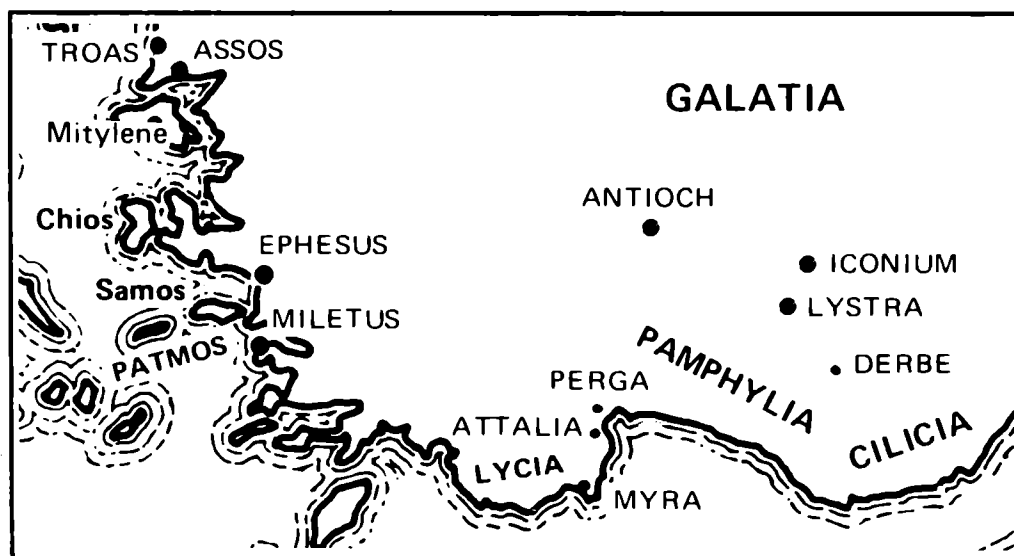 TROAS
ASSOS
GALATIA
Mitylene
ANTIOCH
Chios
EPHESUS
ICONIUM
Samos
LYSTRA
MILETUS
PATMOS
PAMPHYLIA
DERBE
PERGA
ATTALIA
CILICIA
LYCIA
MYRA